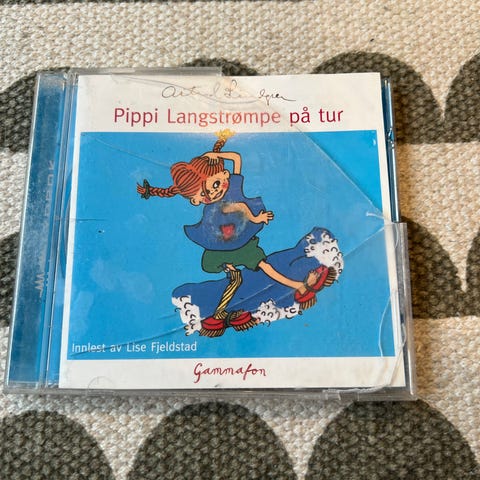 Astrid Lindgren
Pippi Langstrømpe på tur
Innlest av Lise Fjeldstad
Gammafon